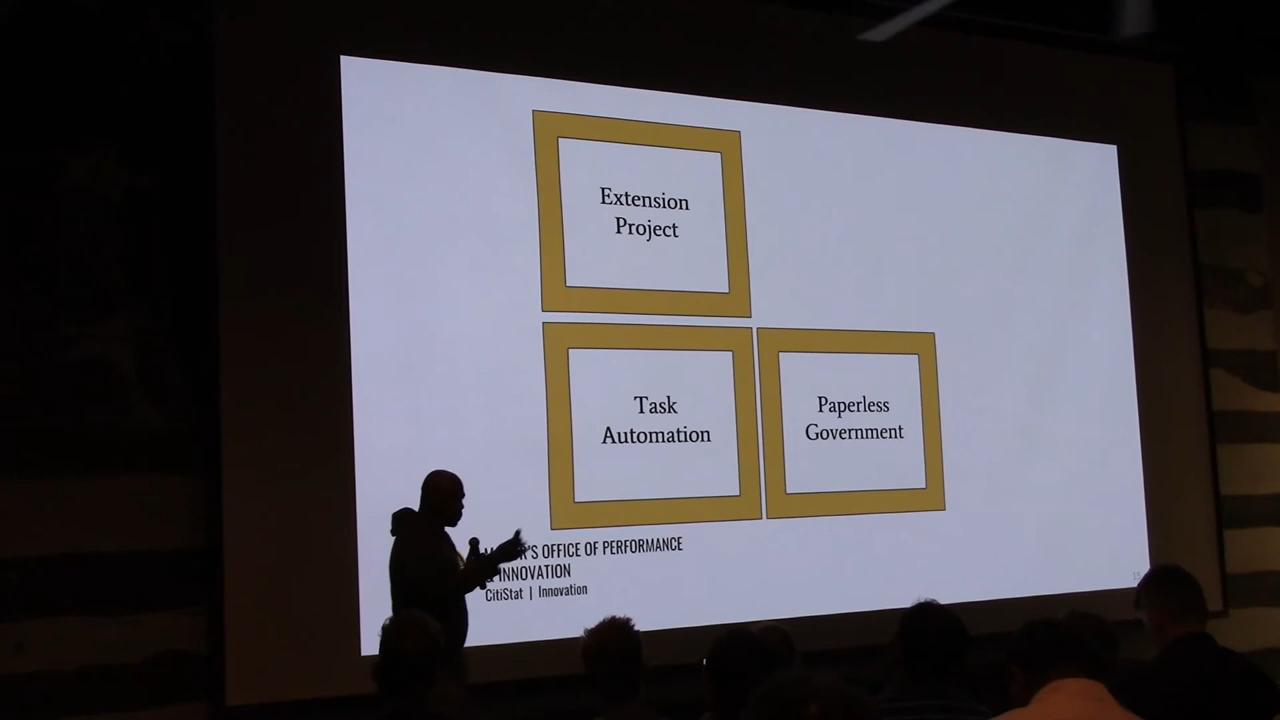 Extension
Project
Task
Automation
Paperless
Government
OFFICE OF PERFORMANCE
INNOVATION
CitiStat | Innovation